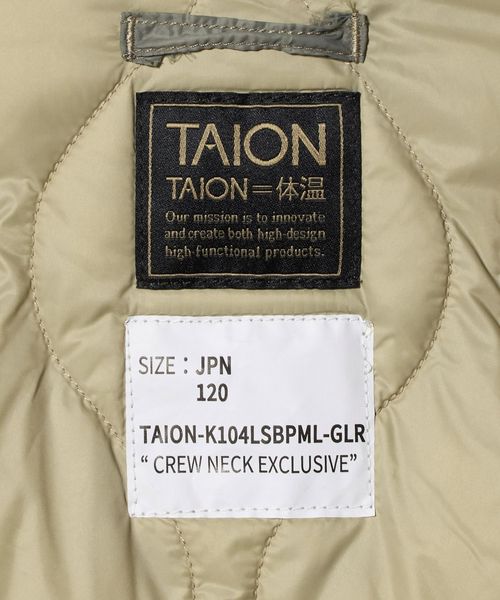 TAION
TAION=体温
Our mission is to innovate
and create both high-design
high-functional products.
SIZE : JPN
120
TAION-K104LSBPML-GLR
“ CREW NECK EXCLUSIVE”